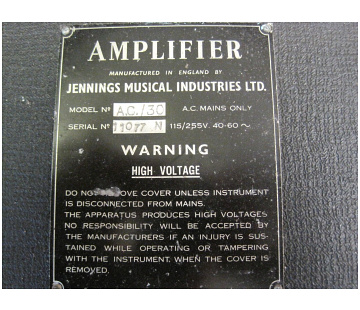 AMPLIFIER
MANUFACTURED IN ENGLAND BY
JENNINGS MUSICAL INDUSTRIES LTD.
MODEL Nº A.C./30 A.C. MAINS ONLY
SERIAL Nº 11077 N 115/255V. 40-60 ~
WARNING
HIGH VOLTAGE
DO NOT REMOVE COVER UNLESS INSTRUMENT
IS DISCONNECTED FROM MAINS.
THE APPARATUS PRODUCES HIGH VOLTAGES
NO RESPONSIBILITY WILL BE ACCEPTED BY
THE MANUFACTURERS IF AN INJURY IS SUS-
TAINED WHILE OPERATING OR TAMPERING
WITH THE INSTRUMENT WHEN THE COVER IS
REMOVED.